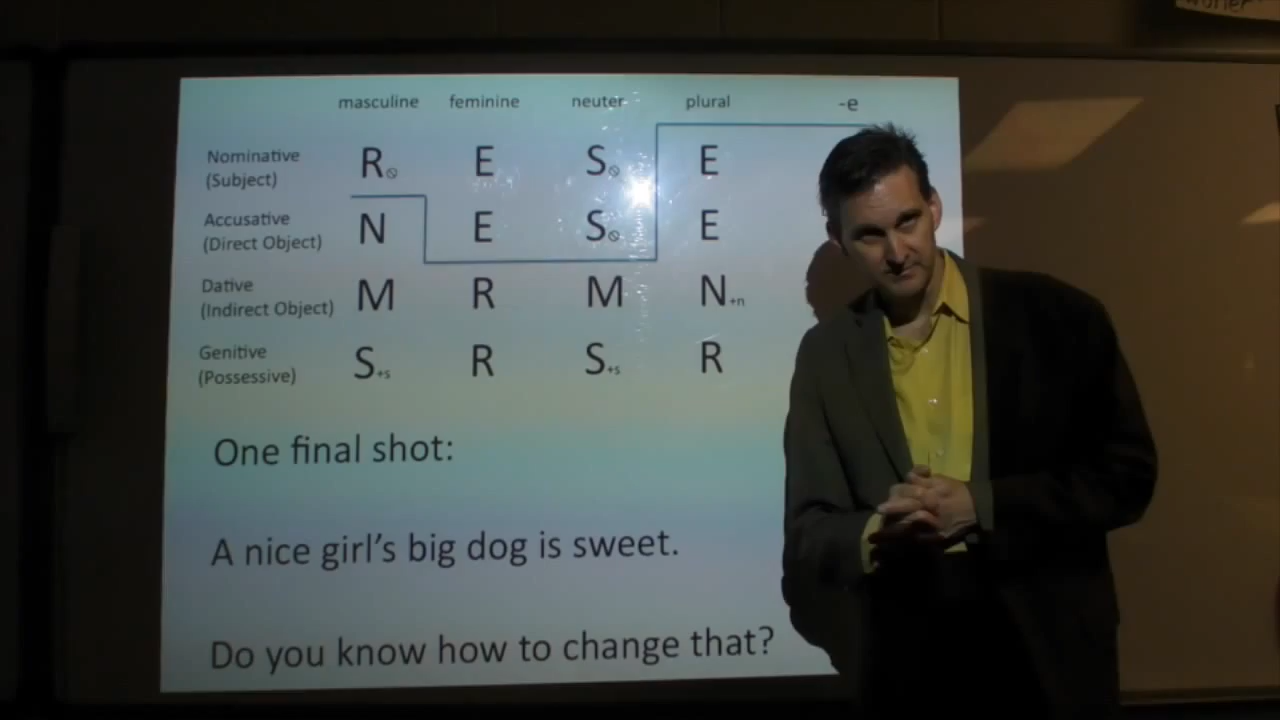 masculine feminine neuter plural -e
Nominative R⦸ E S⦸ E
(Subject)
Accusative N E S⦸ E
(Direct Object)
Dative M R M N+n
(Indirect Object)
Genitive S+s R S+s R
(Possessive)
One final shot:
A nice girl's big dog is sweet.
Do you know how to change that?